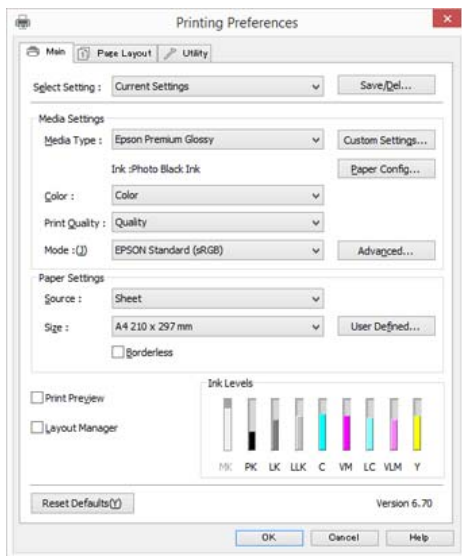 Printing Preferences
Main Page Layout Utility
Select Setting : Current Settings Save/Del...
Media Settings
Media Type : Epson Premium Glossy Custom Settings...
Ink :Photo Black Ink Paper Config...
Color : Color
Print Quality : Quality
Mode :(J) EPSON Standard (sRGB) Advanced...
Paper Settings
Source : Sheet
Size : A4 210 x 297 mm User Defined...
Borderless
Print Preview
Layout Manager
Ink Levels
MK PK LK LLK C VM LC VLM Y
Reset Defaults(Y) Version 6.70
OK Cancel Help